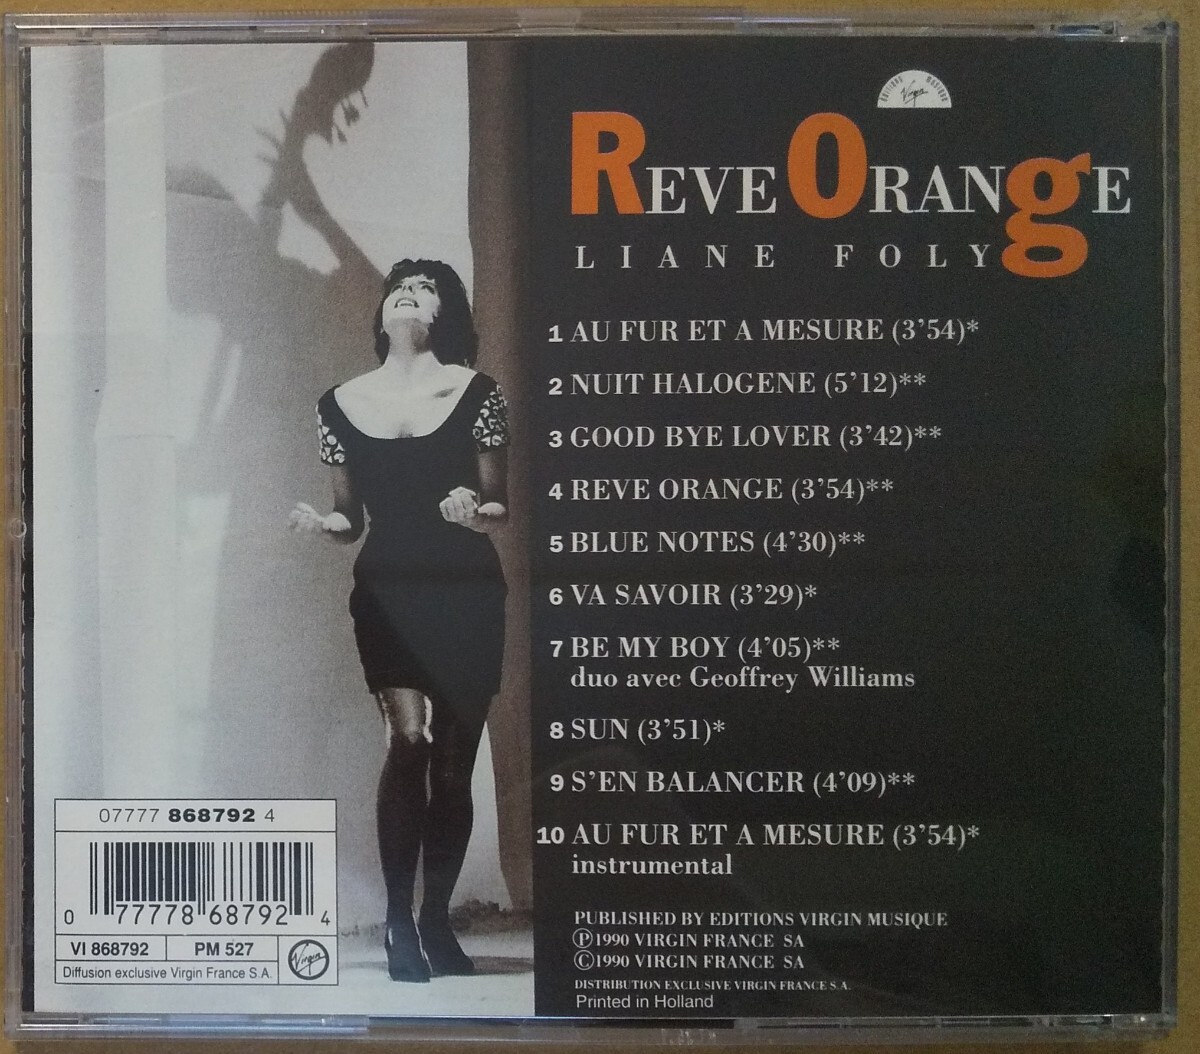 EDITIONS MUSIQUE
Virgin
REVE ORANgE
LIANE FOLY
1 AU FUR ET A MESURE (3'54)*
2 NUIT HALOGENE (5'12)**
3 GOOD BYE LOVER (3'42)**
4 REVE ORANGE (3'54)**
5 BLUE NOTES (4'30)**
6 VA SAVOIR (3'29)*
7 BE MY BOY (4'05)**
duo avec Geoffrey Williams
8 SUN (3'51)*
9 S'EN BALANCER (4'09)**
10 AU FUR ET A MESURE (3'54)*
instrumental
PUBLISHED BY EDITIONS VIRGIN MUSIQUE
Ⓟ1990 VIRGIN FRANCE SA
©1990 VIRGIN FRANCE SA
DISTRIBUTION EXCLUSIVE VIRGIN FRANCE S.A.
Printed in Holland
07777 868792 4
0 77778 68792 4
VI 868792 PM 527
Diffusion exclusive Virgin France S.A.
Virgin